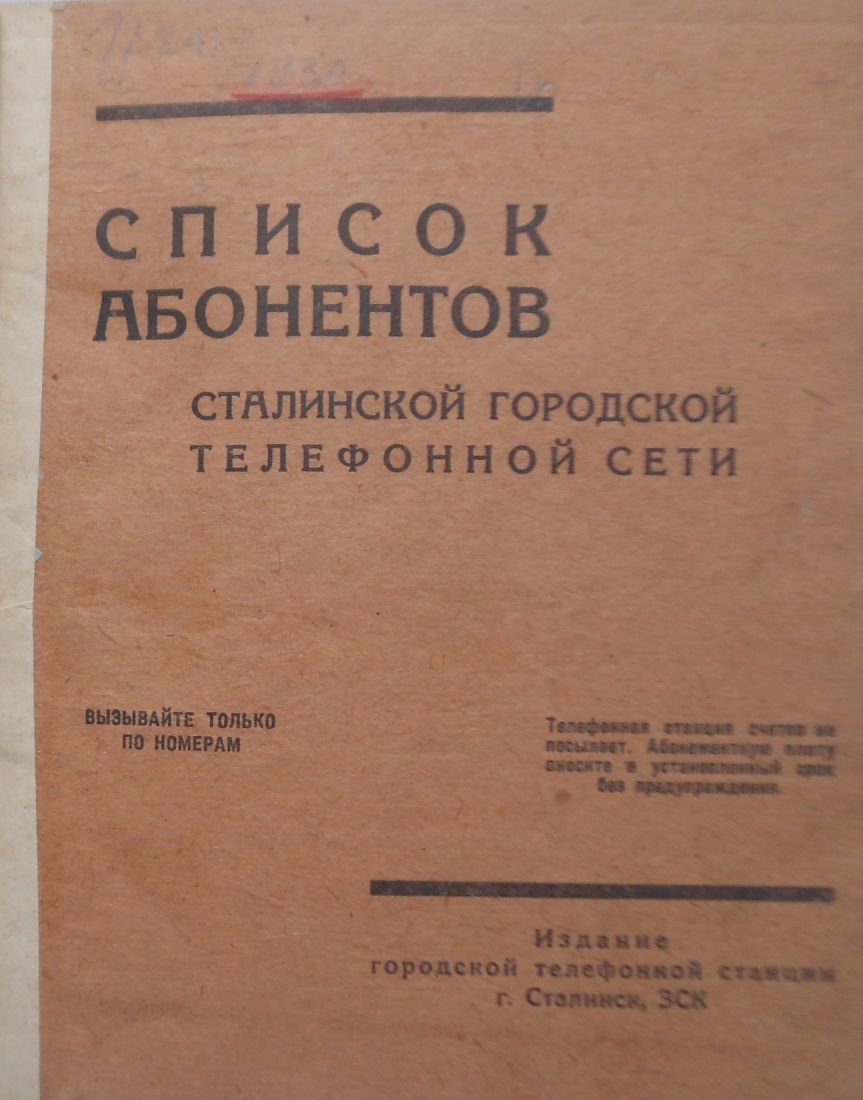 1930
СПИСОК
АБОНЕНТОВ
СТАЛИНСКОЙ ГОРОДСКОЙ
ТЕЛЕФОННОЙ СЕТИ
ВЫЗЫВАЙТЕ ТОЛЬКО
ПО НОМЕРАМ
Телефонная станция счетов не
посылает. Абонементную плату
вносите в установленный срок
без предупреждения.
Издание
городской телефонной станции
г. Сталинск, ЗСК